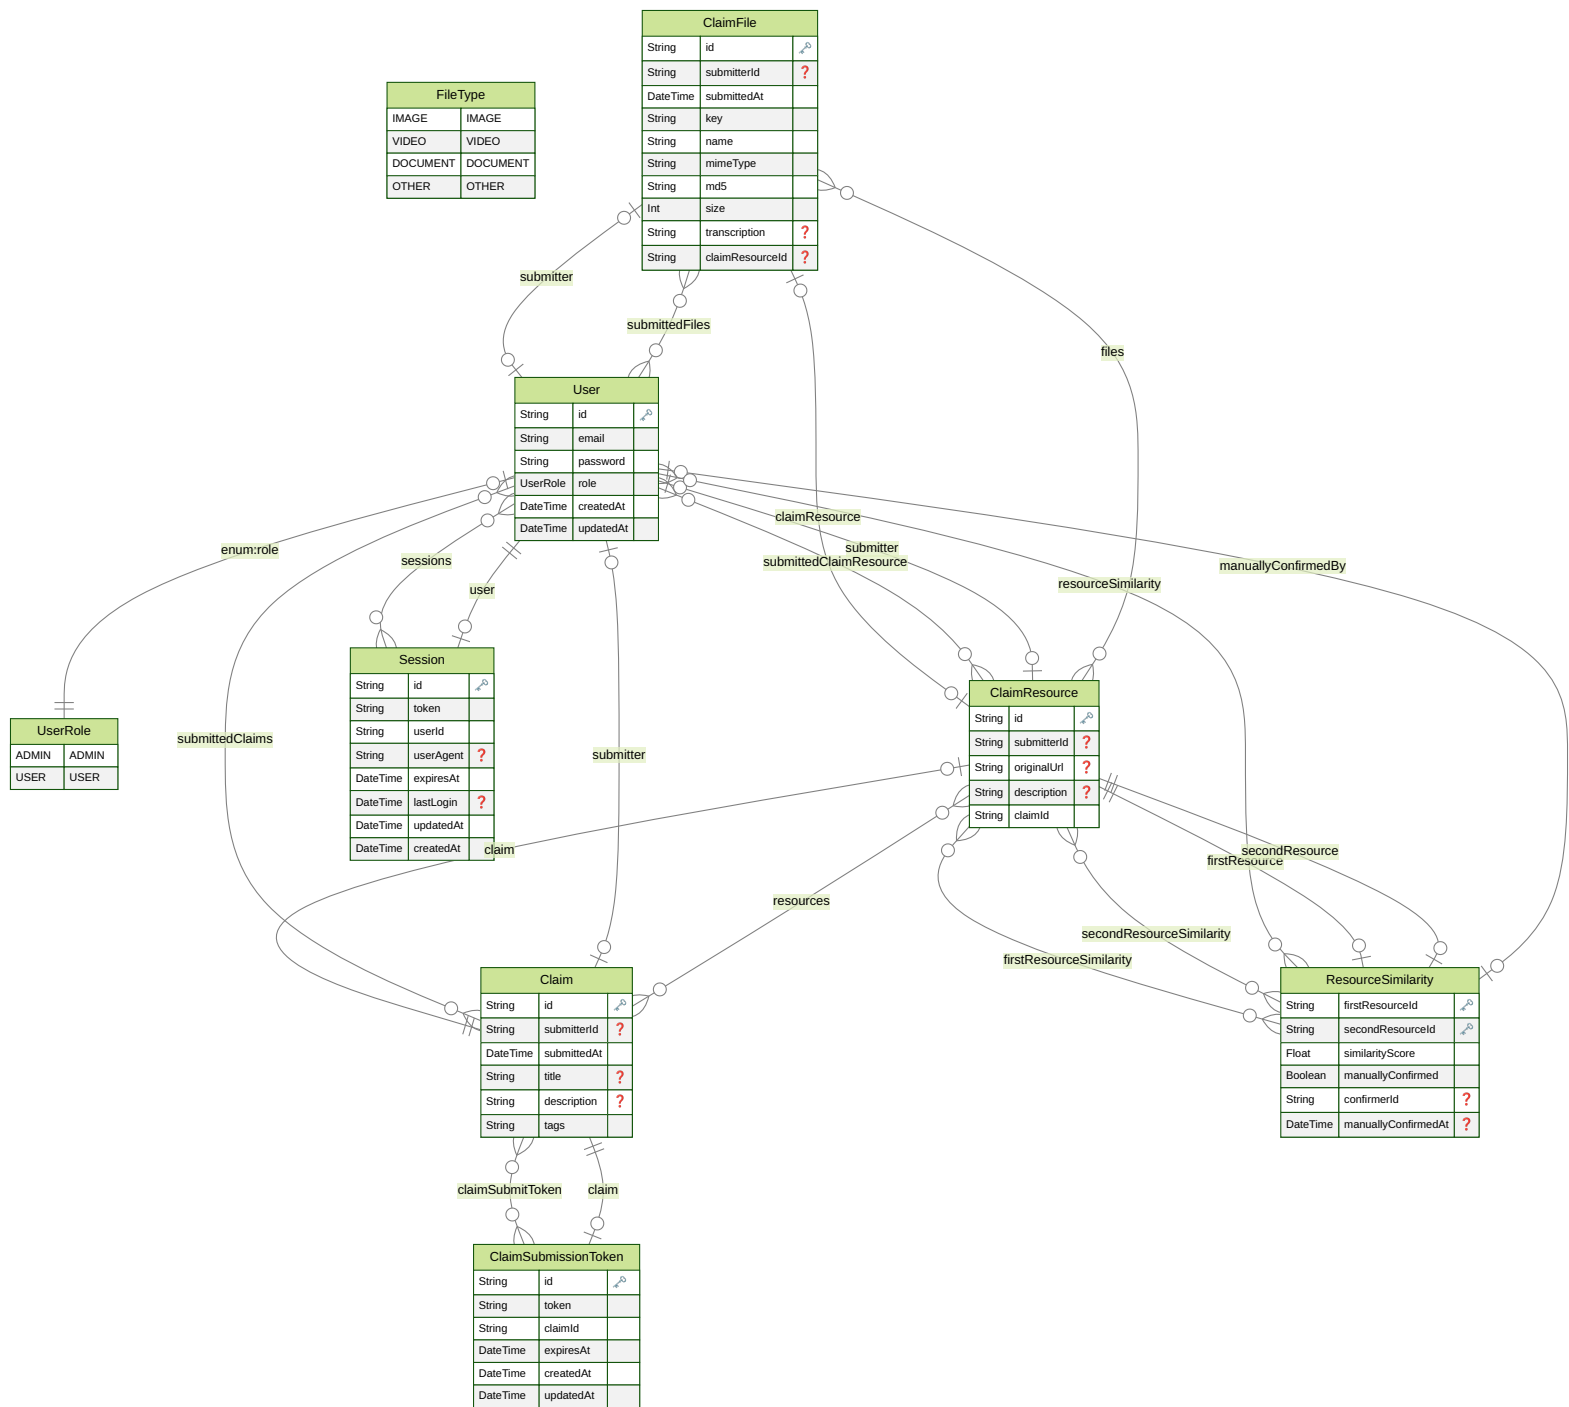 ClaimFile
String id
String submitterId ❓
DateTime submittedAt
String key
String name
String mimeType
String md5
Int size
String transcription ❓
String claimResourceId ❓
FileType
IMAGE IMAGE
VIDEO VIDEO
DOCUMENT DOCUMENT
OTHER OTHER
submitter
submittedFiles
files
User
String id
String email
String password
UserRole role
DateTime createdAt
DateTime updatedAt
claimResource
enum:role
submitter
sessions
submittedClaimResource
manuallyConfirmedBy
user
resourceSimilarity
Session
String id
String token
String userId
String userAgent ❓
DateTime expiresAt
DateTime lastLogin ❓
DateTime updatedAt
DateTime createdAt
UserRole
ADMIN ADMIN
USER USER
submittedClaims
submitter
ClaimResource
String id
String submitterId ❓
String originalUrl ❓
String description ❓
String claimId
claim
secondResource
firstResource
resources
secondResourceSimilarity
firstResourceSimilarity
Claim
String id
String submitterId ❓
DateTime submittedAt
String title ❓
String description ❓
String tags
ResourceSimilarity
String firstResourceId
String secondResourceId
Float similarityScore
Boolean manuallyConfirmed
String confirmerId ❓
DateTime manuallyConfirmedAt ❓
claimSubmitToken
claim
ClaimSubmissionToken
String id
String token
String claimId
DateTime expiresAt
DateTime createdAt
DateTime updatedAt